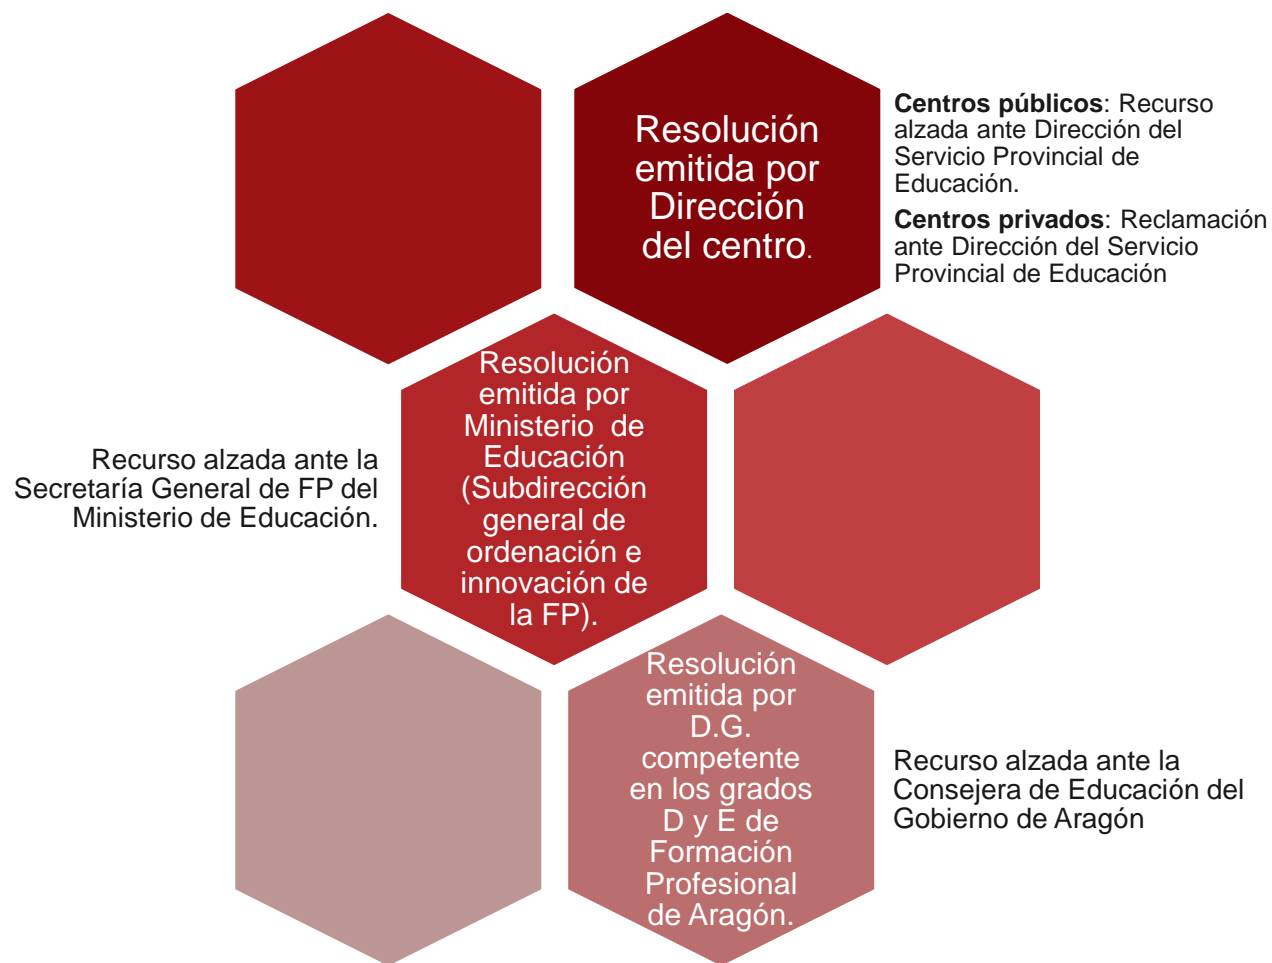 Resolución
emitida por
Dirección
del centro.
Centros públicos: Recurso
alzada ante Dirección del
Servicio Provincial de
Educación.
Centros privados: Reclamación
ante Dirección del Servicio
Provincial de Educación
Resolución
emitida por
Ministerio de
Educación
(Subdirección
general de
ordenación e
innovación de
la FP).
Recurso alzada ante la
Secretaría General de FP del
Ministerio de Educación.
Resolución
emitida por
D.G.
competente
en los grados
D y E de
Formación
Profesional
de Aragón.
Recurso alzada ante la
Consejera de Educación del
Gobierno de Aragón